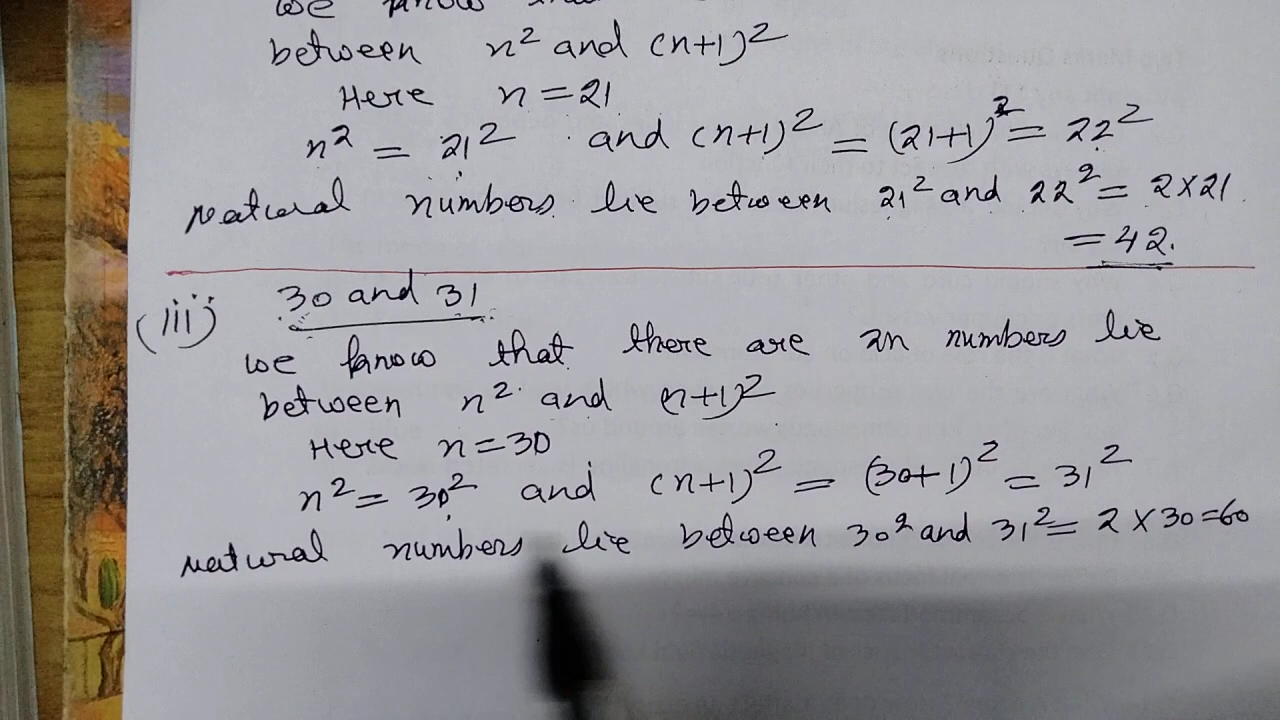 we know that
between n² and (n+1)²
Here n = 21
n² = 21² and (n+1)² = (21+1)² = 22²
Natural numbers lie between 21² and 22² = 2×21
= 42.
(iii) 30 and 31
we know that there are 2n numbers lie
between n² and (n+1)²
Here n = 30
n² = 30² and (n+1)² = (30+1)² = 31²
Natural numbers lie between 30² and 31² = 2×30 = 60